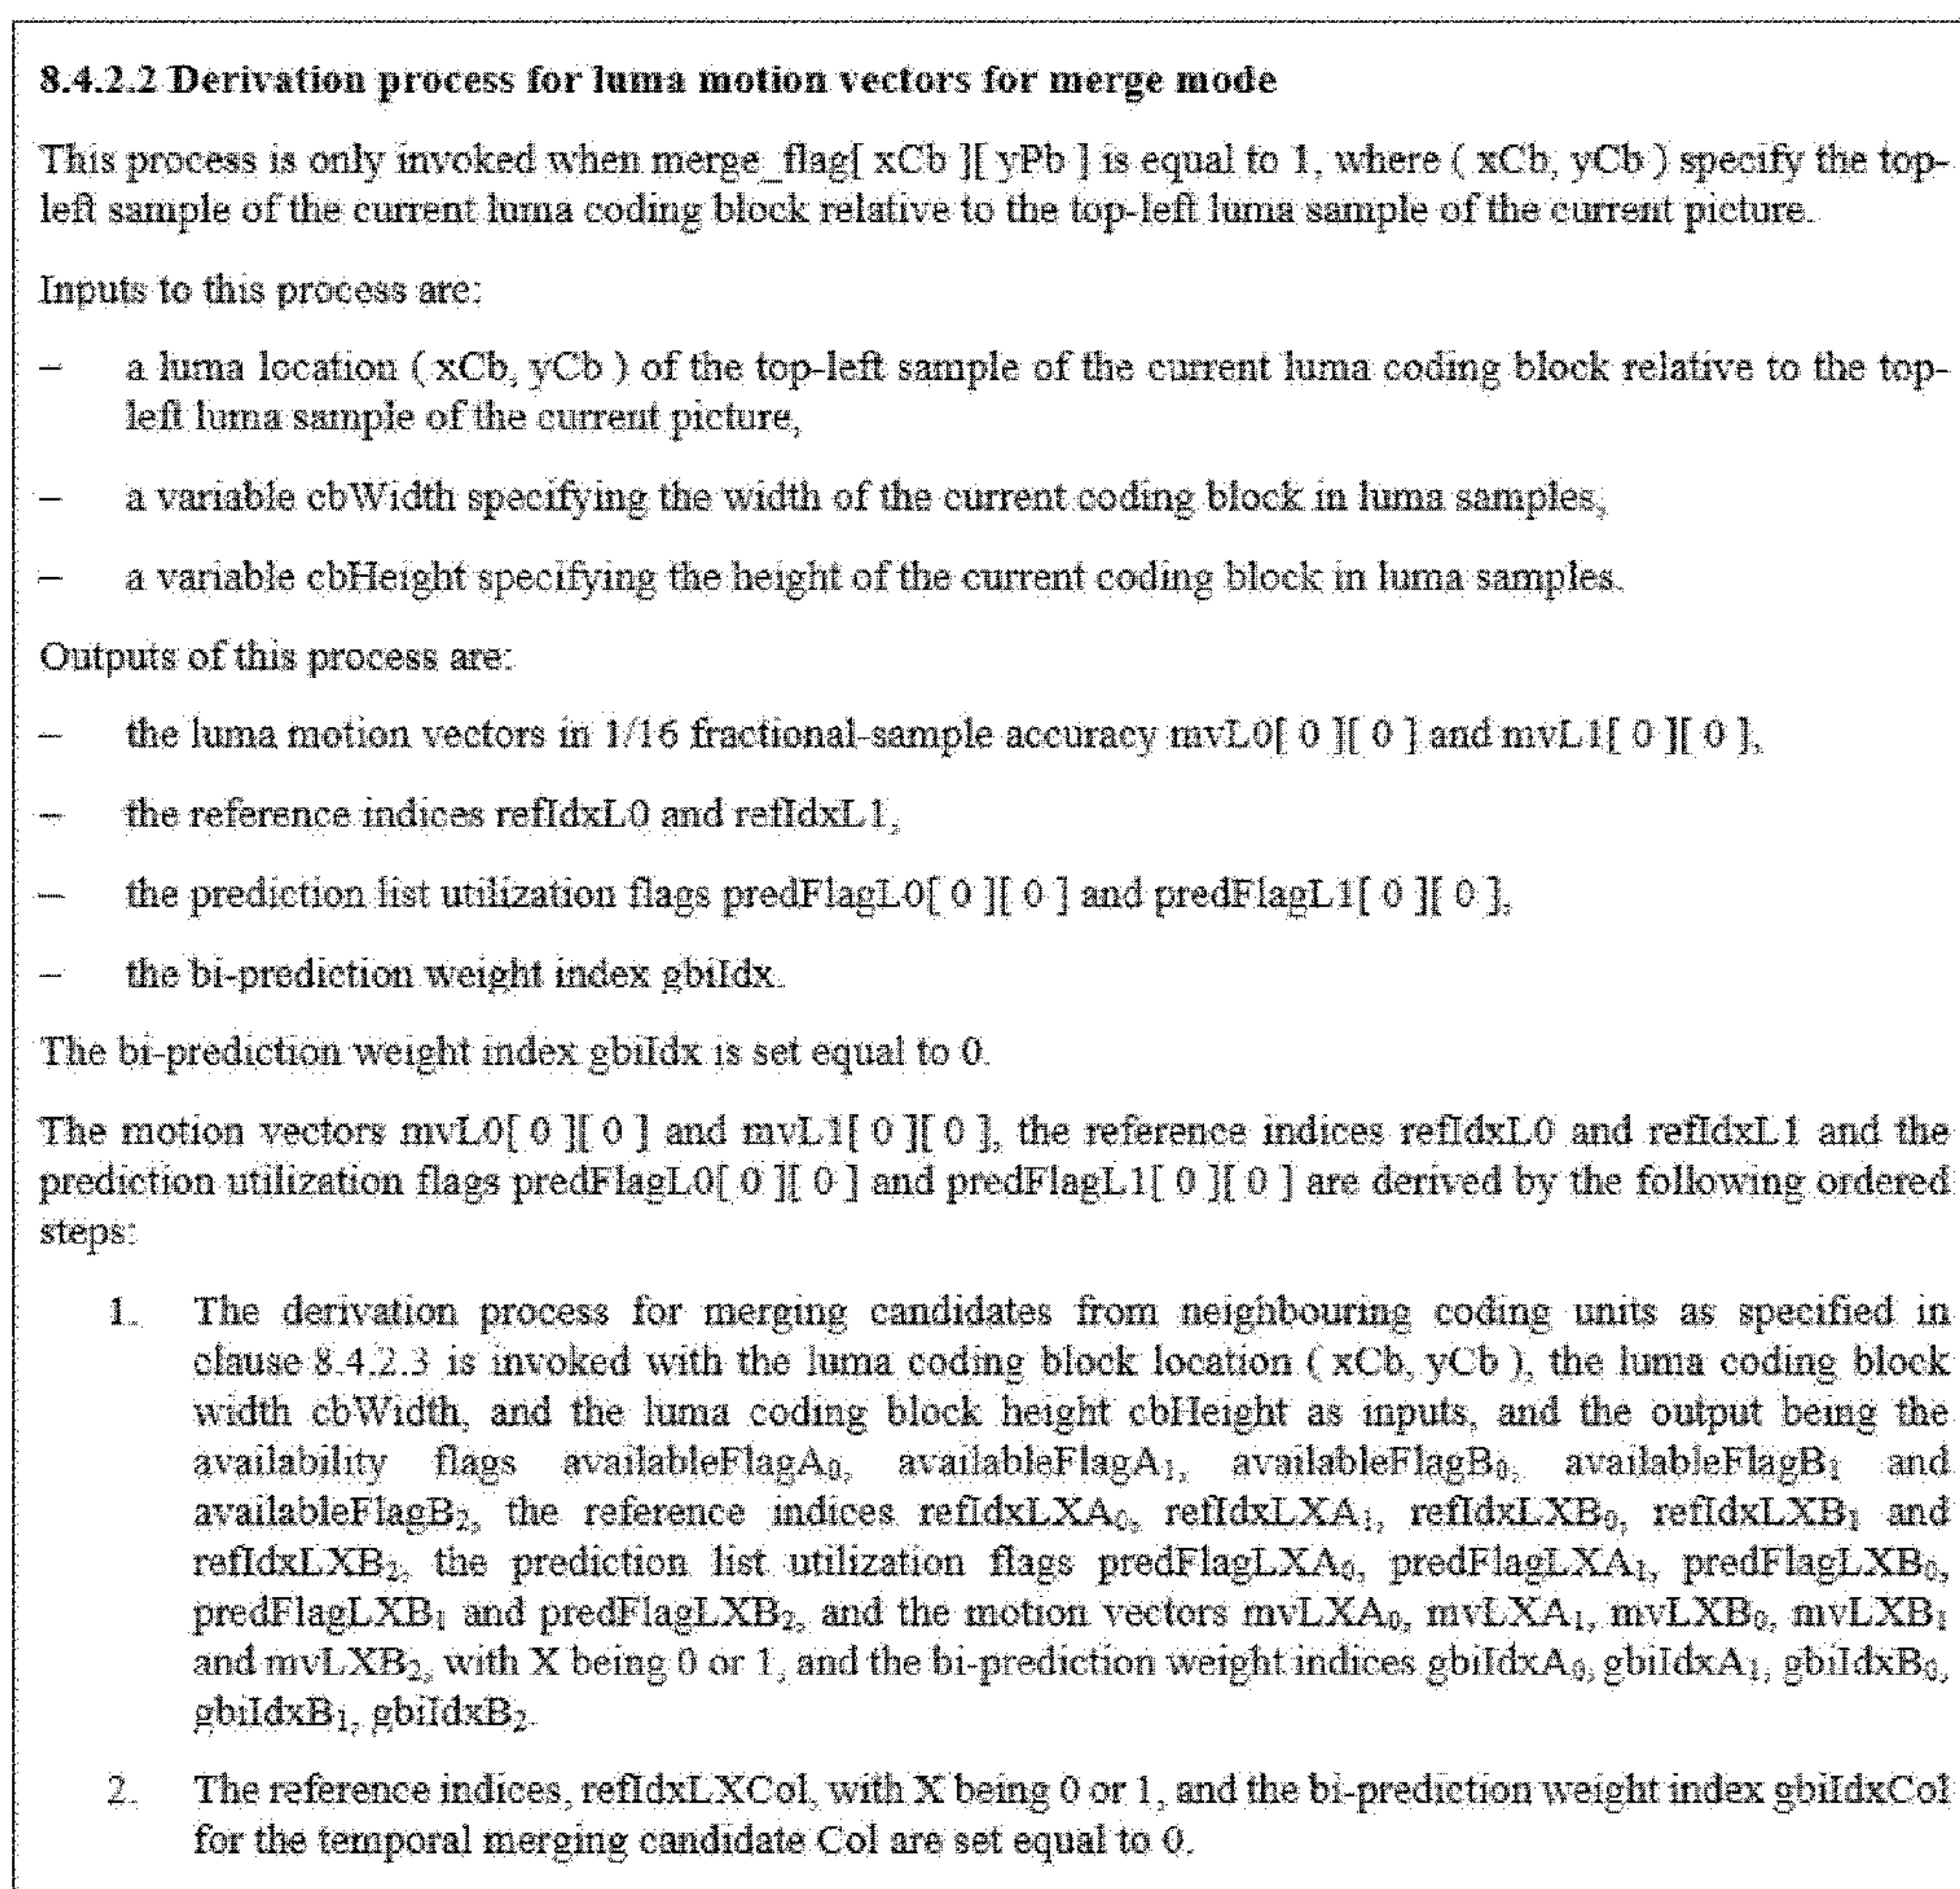 8.4.2.2 Derivation process for luma motion vectors for merge mode
This process is only invoked when merge_flag[ xCb ][ yPb ] is equal to 1, where ( xCb, yCb ) specify the top-
left sample of the current luma coding block relative to the top-left luma sample of the current picture.
Inputs to this process are:
– a luma location ( xCb, yCb ) of the top-left sample of the current luma coding block relative to the top-
left luma sample of the current picture,
– a variable cbWidth specifying the width of the current coding block in luma samples,
– a variable cbHeight specifying the height of the current coding block in luma samples.
Outputs of this process are:
– the luma motion vectors in 1/16 fractional-sample accuracy mvL0[ 0 ][ 0 ] and mvL1[ 0 ][ 0 ],
– the reference indices refIdxL0 and refIdxL1,
– the prediction list utilization flags predFlagL0[ 0 ][ 0 ] and predFlagL1[ 0 ][ 0 ],
– the bi-prediction weight index gbiIdx.
The bi-prediction weight index gbiIdx is set equal to 0.
The motion vectors mvL0[ 0 ][ 0 ] and mvL1[ 0 ][ 0 ], the reference indices refIdxL0 and refIdxL1 and the
prediction utilization flags predFlagL0[ 0 ][ 0 ] and predFlagL1[ 0 ][ 0 ] are derived by the following ordered
steps:
1. The derivation process for merging candidates from neighbouring coding units as specified in
clause 8.4.2.3 is invoked with the luma coding block location ( xCb, yCb ), the luma coding block
width cbWidth, and the luma coding block height cbHeight as inputs, and the output being the
availability flags availableFlagA₀, availableFlagA₁, availableFlagB₀, availableFlagB₁ and
availableFlagB₂, the reference indices refIdxLXA₀, refIdxLXA₁, refIdxLXB₀, refIdxLXB₁ and
refIdxLXB₂, the prediction list utilization flags predFlagLXA₀, predFlagLXA₁, predFlagLXB₀,
predFlagLXB₁ and predFlagLXB₂, and the motion vectors mvLXA₀, mvLXA₁, mvLXB₀, mvLXB₁
and mvLXB₂, with X being 0 or 1, and the bi-prediction weight indices gbiIdxA₀, gbiIdxA₁, gbiIdxB₀,
gbiIdxB₁, gbiIdxB₂.
2. The reference indices, refIdxLXCol, with X being 0 or 1, and the bi-prediction weight index gbiIdxCol
for the temporal merging candidate Col are set equal to 0.